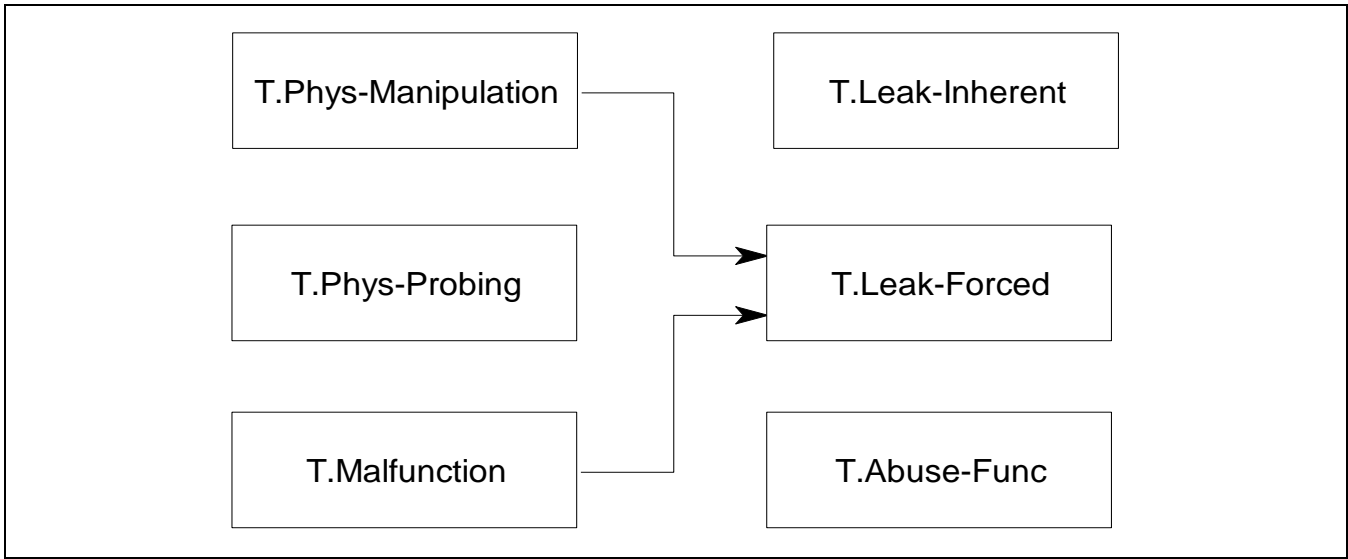 T.Phys-Manipulation
T.Leak-Inherent
T.Phys-Probing
T.Leak-Forced
T.Malfunction
T.Abuse-Func